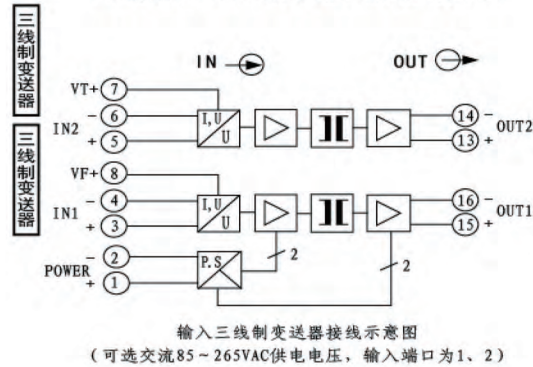 三线制变送器
三线制变送器
IN
OUT
VT+ 7
- 6
IN2
+ 5
I,U
U
14 -
OUT2
13 +
VF+ 8
- 4
IN1
+ 3
I,U
U
16 -
OUT1
15 +
2
2
- 2
POWER
+ 1
P.S
输入三线制变送器接线示意图
（可选交流85～265VAC供电电压，输入端口为1、2）